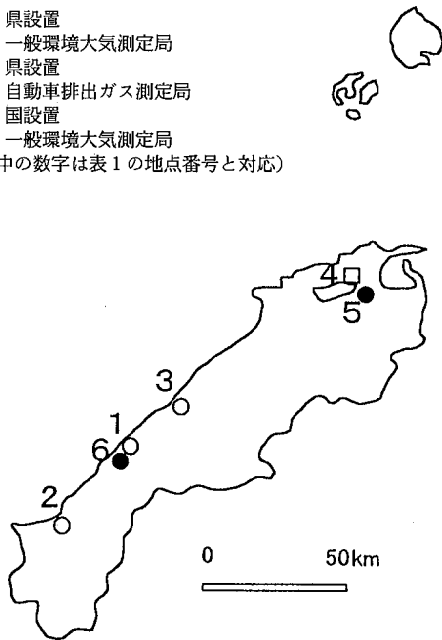 県設置
一般環境大気測定局
県設置
自動車排出ガス測定局
国設置
一般環境大気測定局
中の数字は表1の地点番号と対応）
4
5
3
1
6
2
0 50km